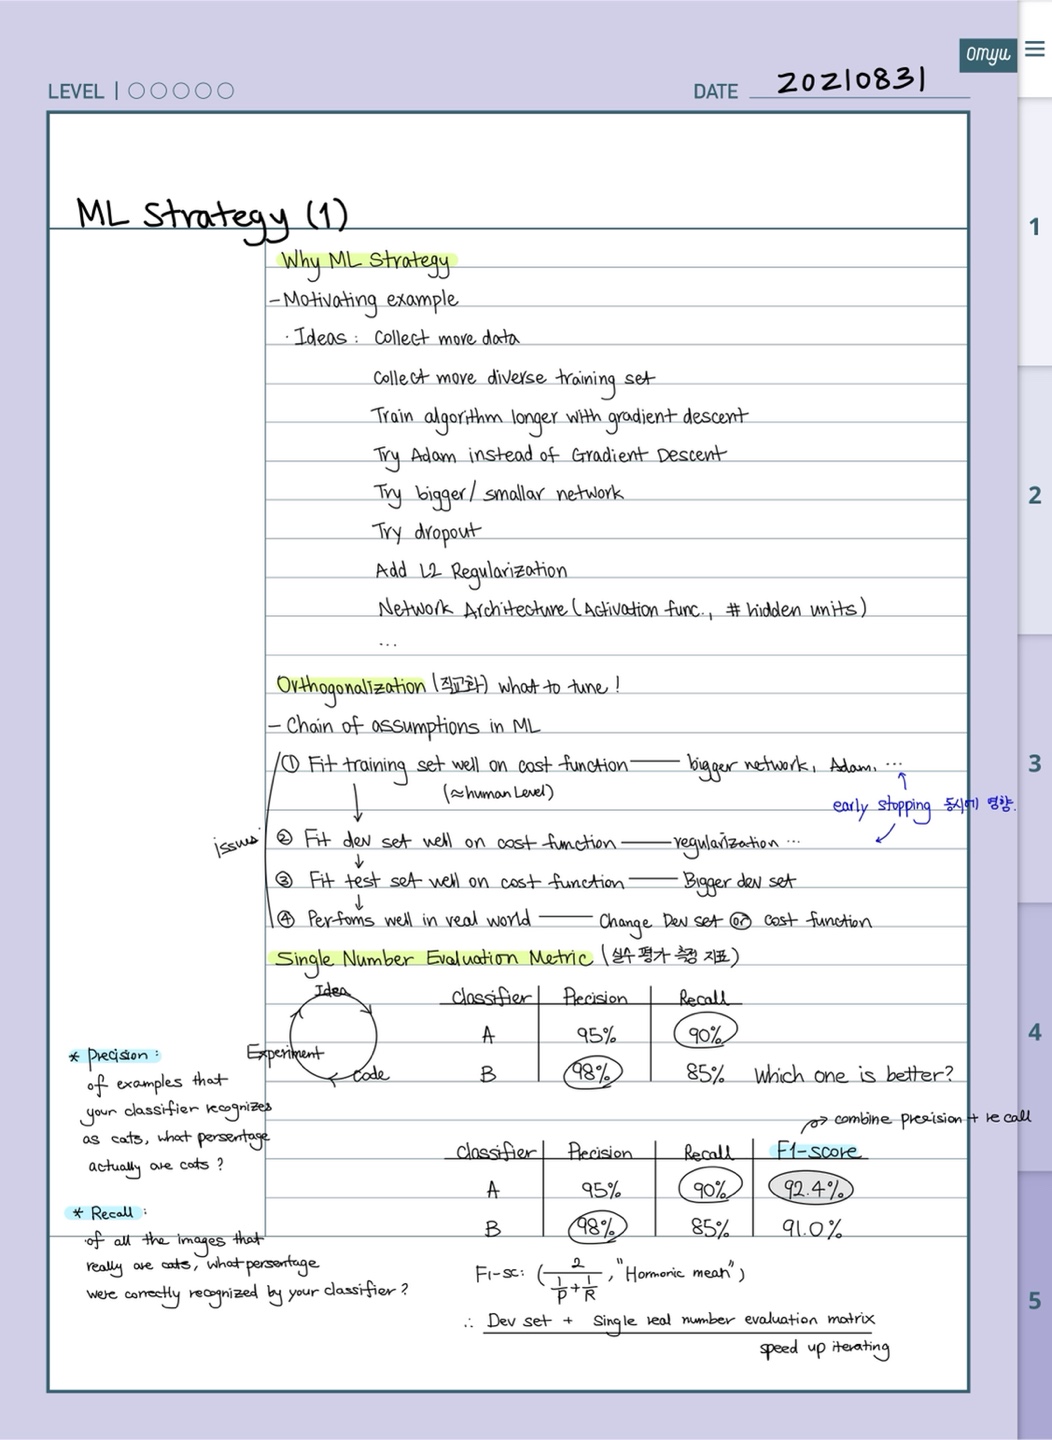 omyu
LEVEL
DATE 20210831
ML Strategy (1)
Why ML Strategy
- Motivating example
· Ideas : Collect more data
Collect more diverse training set
Train algorithm longer with gradient descent
Try Adam instead of Gradient Descent
Try bigger / smallar network
Try dropout
Add L2 Regularization
Network Architecture (Activation func., # hidden units)
...
Orthogonalization (직교화) what to tune !
- Chain of assumptions in ML
① Fit training set well on cost function — bigger network, Adam, ...
(≈human Level)
early stopping 동시에 영향.
issue
② Fit dev set well on cost function — regularization ...
③ Fit test set well on cost function — Bigger dev set
④ Perfoms well in real world — Change Dev set or cost function
Single Number Evaluation Metric (실수 평가 측정 지표)
Idea
Code
Experiment
Classifier Precision Recall
A 95% 90%
B 98% 85% Which one is better?
* Precision :
of examples that
your classifier recognizes
as cats, what persentage
actually are cats ?
* Recall :
of all the images that
really are cats, what persentage
were correctly recognized by your classifier ?
combine precision + recall
Classifier Precision Recall F1-score
A 95% 90% 92.4%
B 98% 85% 91.0%
F1-sc: (2 / (1/P + 1/R), "Hormonic mean")
∴ Dev set + Single real number evaluation matrix
speed up iterating
1
2
3
4
5